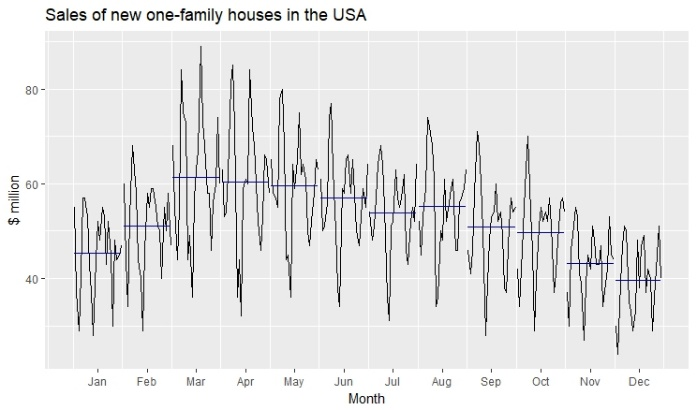 Sales of new one-family houses in the USA
80
60
40
$ million
Jan Feb Mar Apr May Jun Jul Aug Sep Oct Nov Dec
Month